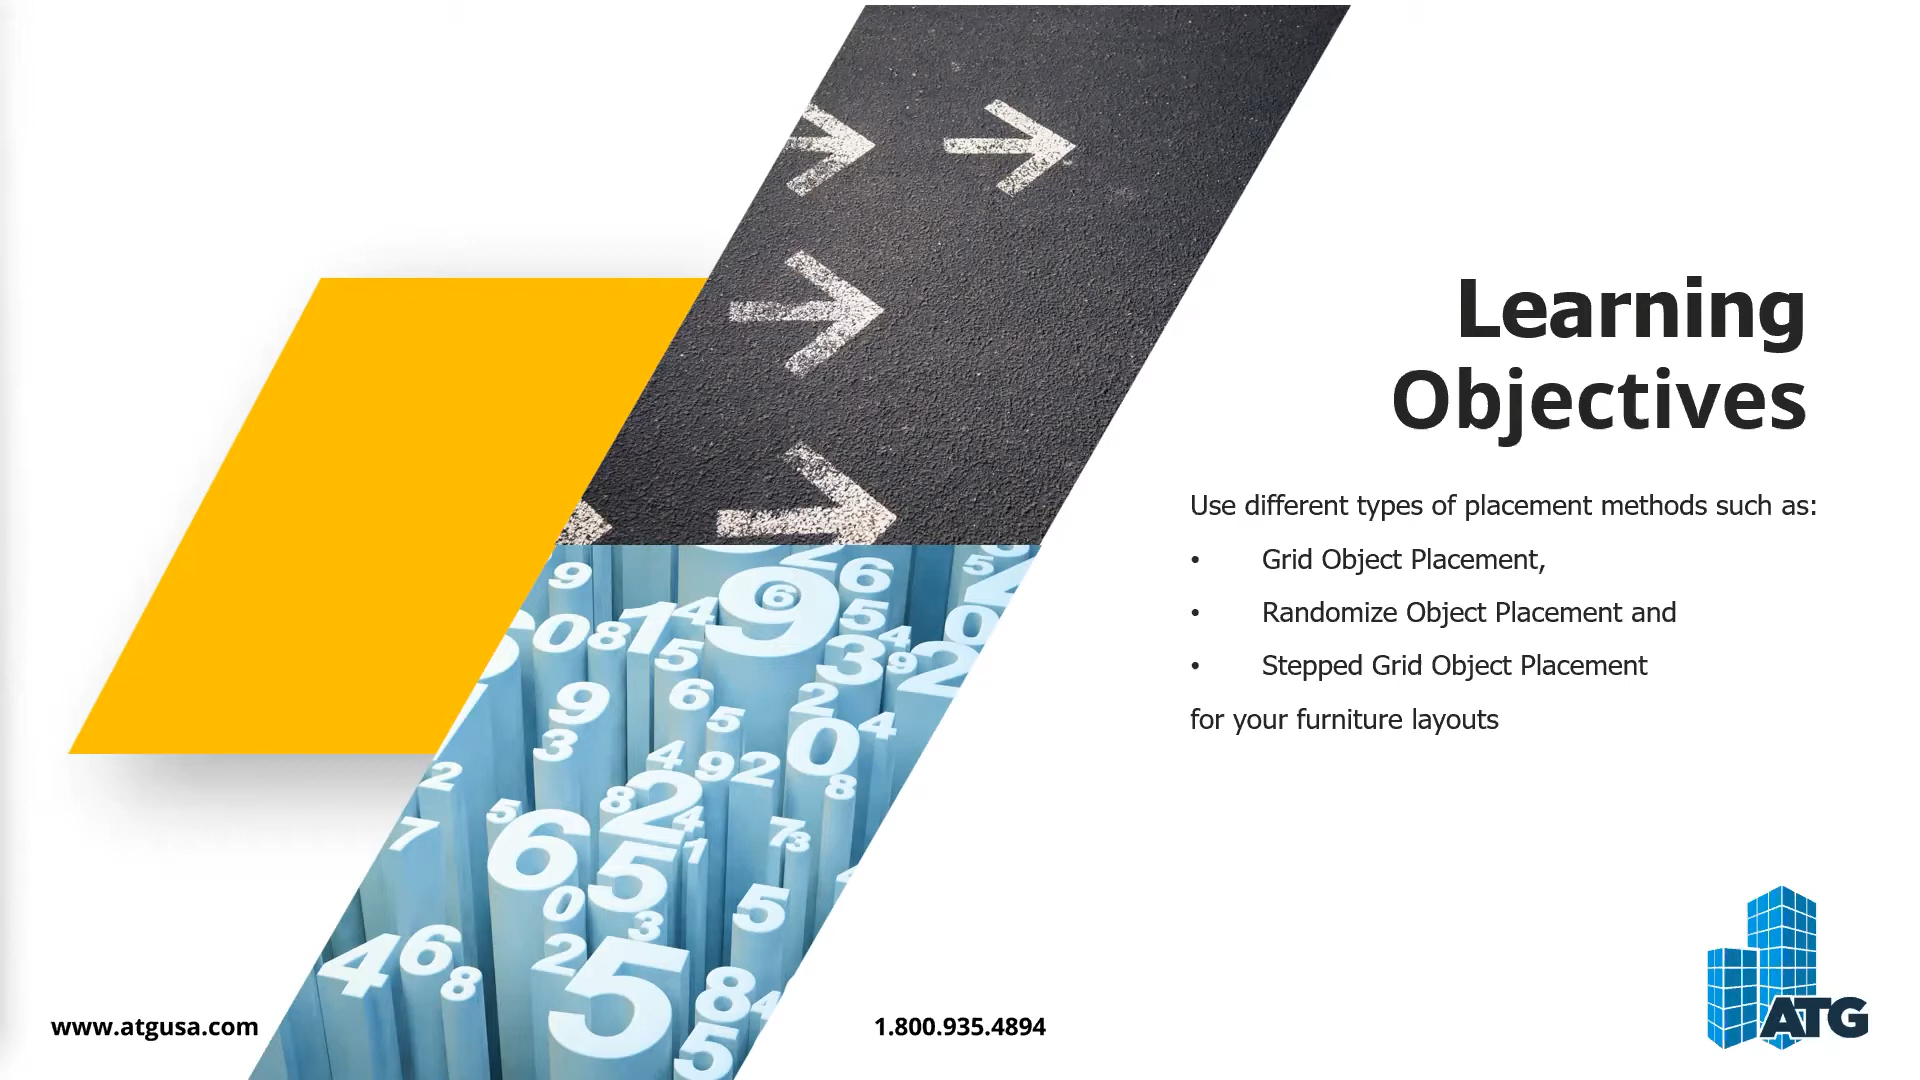 Learning
Objectives
Use different types of placement methods such as:
• Grid Object Placement,
• Randomize Object Placement and
• Stepped Grid Object Placement
for your furniture layouts
www.atgusa.com
1.800.935.4894
ATG